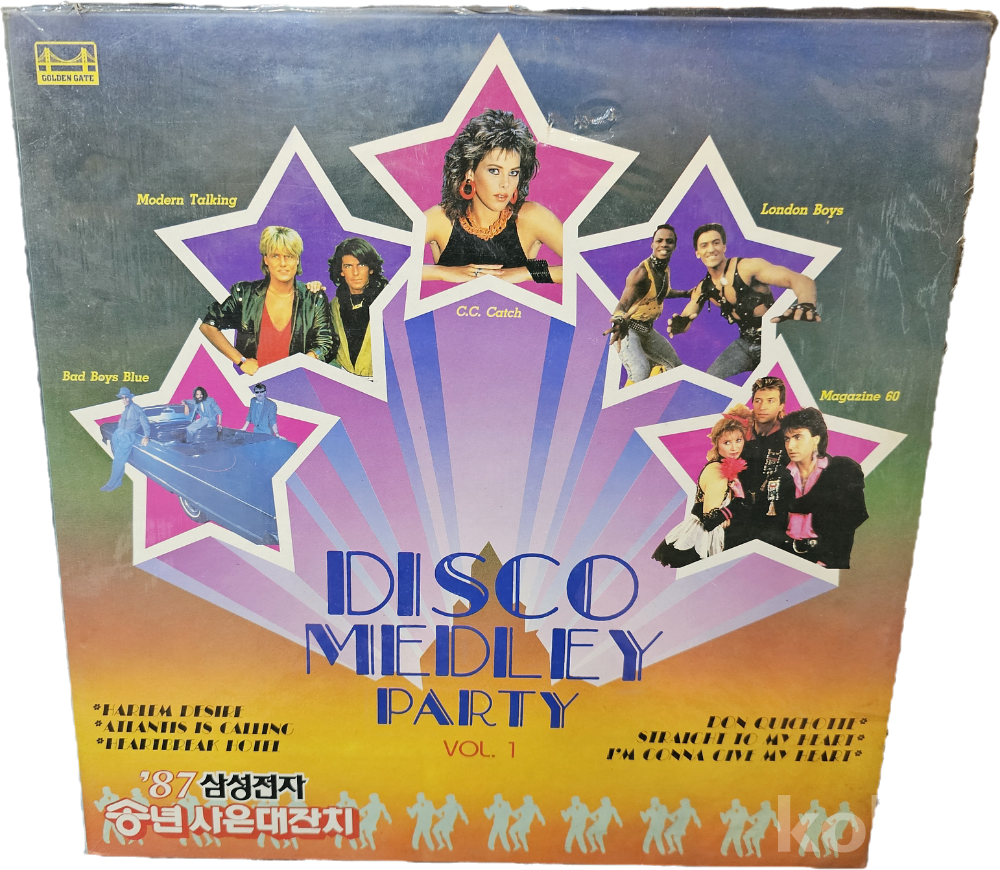 GOLDEN GATE
Modern Talking
C.C. Catch
London Boys
Bad Boys Blue
Magazine 60
DISCO
MEDLEY
PARTY
VOL. 1
*HARLEM DESIRE
*ATLANTIS IS CALLING
*HEARTBREAK HOTEL
DON QUICHOTTE*
STRAIGHT TO MY HEART*
I'M GONNA GIVE MY HEART*
'87 삼성전자
송년 사은대잔치
ko